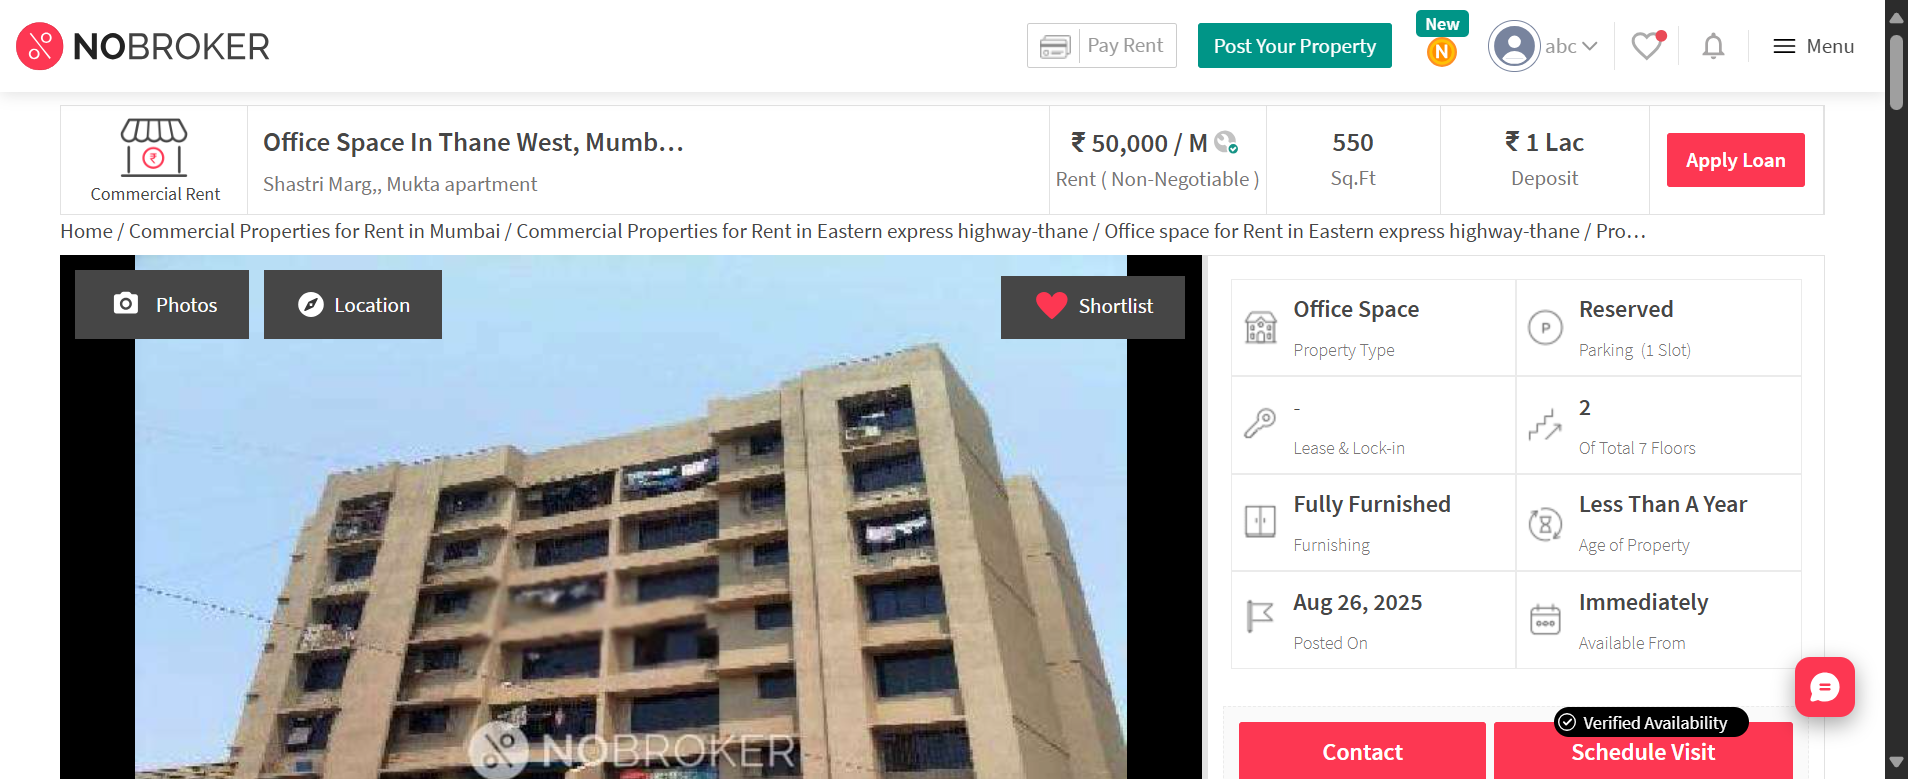 NOBROKER
Pay Rent
Post Your Property
New
N
abc
Menu
Commercial Rent
Office Space In Thane West, Mumb...
Shastri Marg,, Mukta apartment
₹ 50,000 / M
Rent ( Non-Negotiable )
550
Sq.Ft
₹ 1 Lac
Deposit
Apply Loan
Home / Commercial Properties for Rent in Mumbai / Commercial Properties for Rent in Eastern express highway-thane / Office space for Rent in Eastern express highway-thane / Pro...
Photos
Location
Shortlist
NOBROKER
Office Space
Property Type
P
Reserved
Parking (1 Slot)
-
Lease & Lock-in
2
Of Total 7 Floors
Fully Furnished
Furnishing
Less Than A Year
Age of Property
Aug 26, 2025
Posted On
Immediately
Available From
Verified Availability
Contact
Schedule Visit